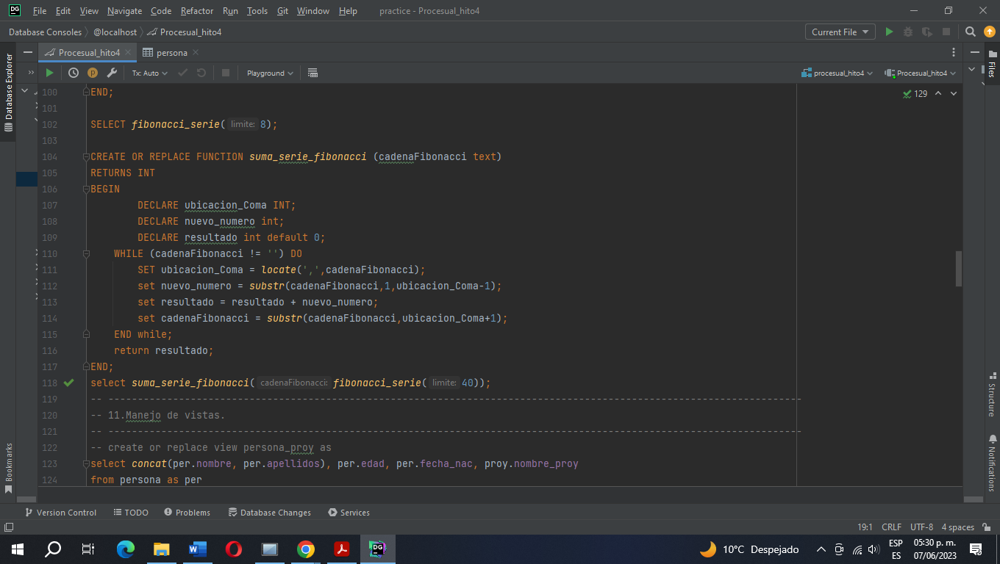 DG File Edit View Navigate Code Refactor Run Tools Git Window Help practice - Procesual_hito4
Database Consoles @localhost Procesual_hito4 Current File
Procesual_hito4 persona
Tx: Auto Playground procesual_hito4 Procesual_hito4
Database Explorer
Files
129
100 END;
101
102 SELECT fibonacci_serie( limite: 8);
103
104 CREATE OR REPLACE FUNCTION suma_serie_fibonacci (cadenaFibonacci text)
105 RETURNS INT
106 BEGIN
107 DECLARE ubicacion_Coma INT;
108 DECLARE nuevo_numero int;
109 DECLARE resultado int default 0;
110 WHILE (cadenaFibonacci != '') DO
111 SET ubicacion_Coma = locate(',',cadenaFibonacci);
112 set nuevo_numero = substr(cadenaFibonacci,1,ubicacion_Coma-1);
113 set resultado = resultado + nuevo_numero;
114 set cadenaFibonacci = substr(cadenaFibonacci,ubicacion_Coma+1);
115 END while;
116 return resultado;
117 END;
118 select suma_serie_fibonacci( cadenaFibonacci: fibonacci_serie( limite: 40));
119 -- ----------------------------------------------------------------------------------------------------------------------
120 -- 11.Manejo de vistas.
121 -- ----------------------------------------------------------------------------------------------------------------------
122 -- create or replace view persona_proy as
123 select concat(per.nombre, per.apellidos), per.edad, per.fecha_nac, proy.nombre_proy
124 from persona as per
Structure
Notifications
Bookmarks
Version Control TODO Problems Database Changes Services
19:1 CRLF UTF-8 4 spaces
DG 10°C Despejado ESP 05:30 p. m.
ES 07/06/2023